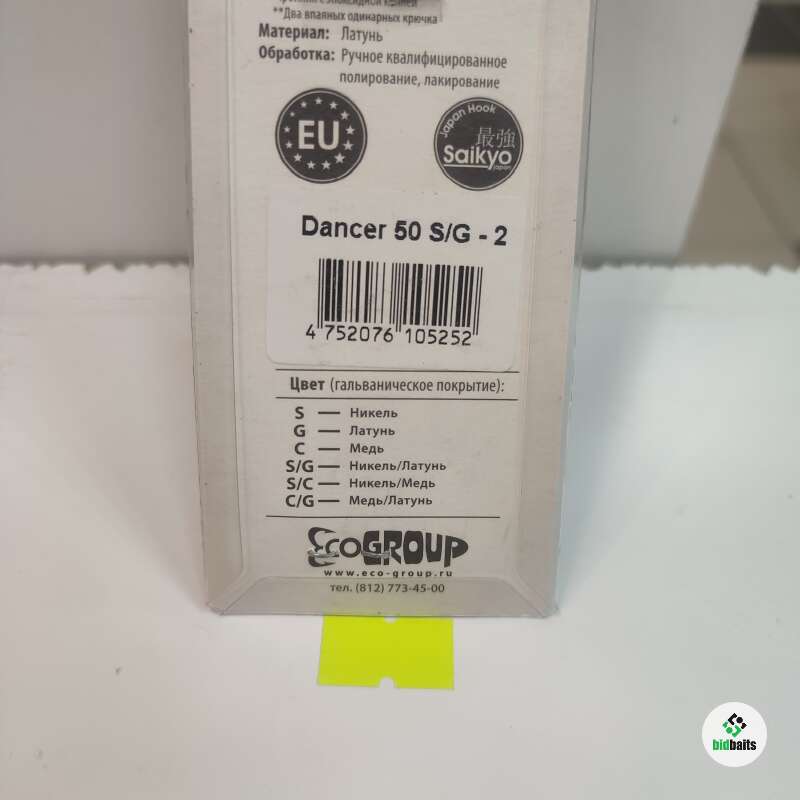 **Два впаяных одинарных крючка
Материал: Латунь
Обработка: Ручное квалифицированное
полирование, лакирование
EU
Japan Hook
最強
Saikyo
Japan
Dancer 50 S/G - 2
4 752076 105252
Цвет (гальваническое покрытие):
S — Никель
G — Латунь
C — Медь
S/G — Никель/Латунь
S/C — Никель/Медь
C/G — Медь/Латунь
ECOGROUP
www.eco-group.ru
тел. (812) 773-45-00
bidbaits